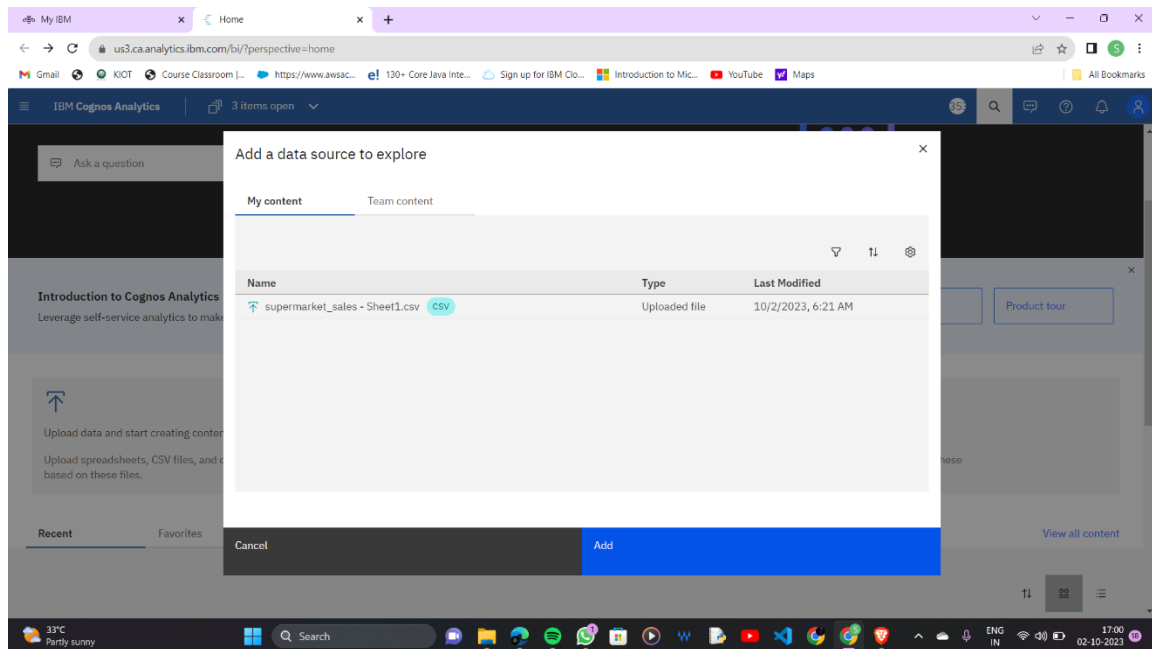 My IBM
Home
us3.ca.analytics.ibm.com/bi/?perspective=home
Gmail KIOT Course Classroom |... https://www.awsac... 130+ Core Java Inte... Sign up for IBM Clo... Introduction to Mic... YouTube Maps All Bookmarks
IBM Cognos Analytics 3 items open
Ask a question
Add a data source to explore
My content Team content
Name Type Last Modified
supermarket_sales - Sheet1.csv CSV Uploaded file 10/2/2023, 6:21 AM
Introduction to Cognos Analytics
Leverage self-service analytics to make
Product tour
Upload data and start creating conten
Upload spreadsheets, CSV files, and
based on these files.
hese
Recent Favorites View all content
Cancel Add
33°C
Partly sunny
Search
ENG
IN
17:00
02-10-2023
18